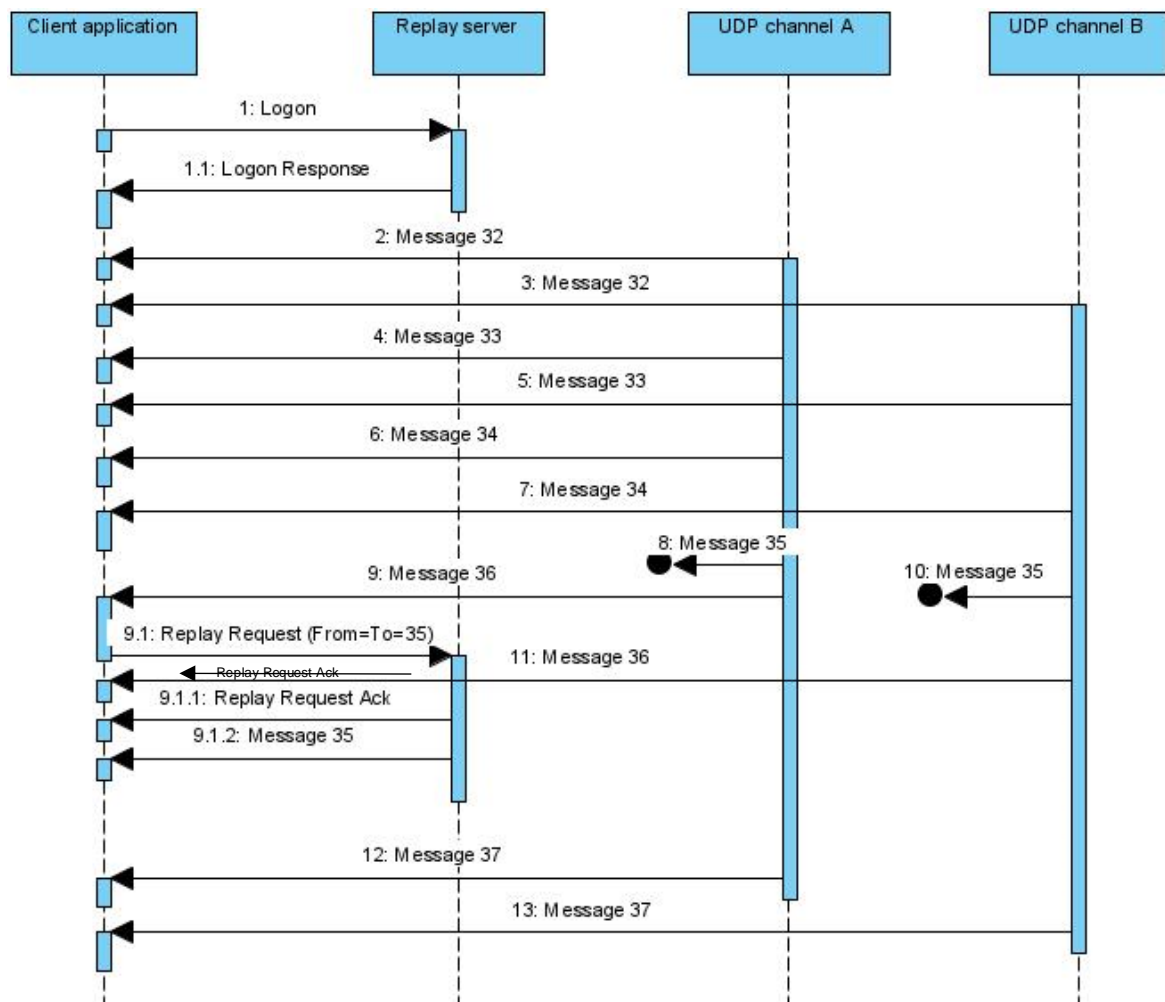 Client application
Replay server
UDP channel A
UDP channel B
1: Logon
1.1: Logon Response
2: Message 32
3: Message 32
4: Message 33
5: Message 33
6: Message 34
7: Message 34
8: Message 35
9: Message 36
10: Message 35
9.1: Replay Request (From=To=35)
11: Message 36
Replay Request Ack
9.1.1: Replay Request Ack
9.1.2: Message 35
12: Message 37
13: Message 37